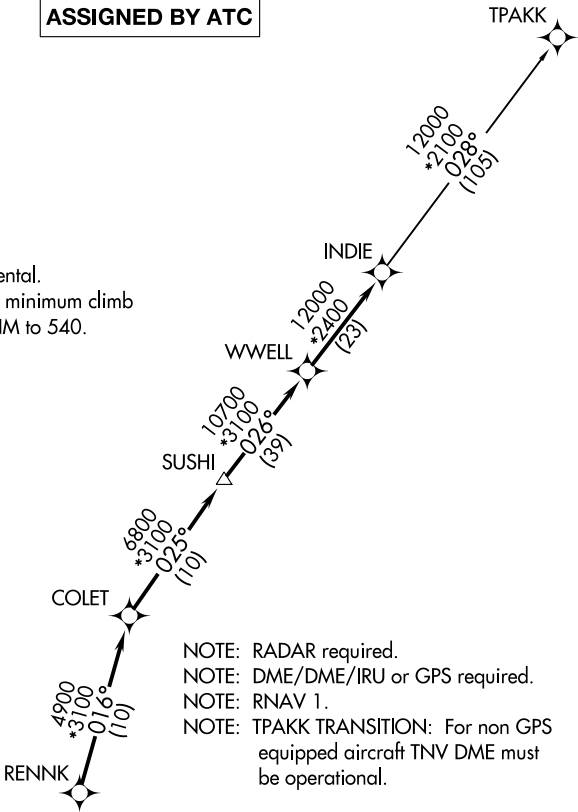 ASSIGNED BY ATC
TPAKK
12000
*2100
028°
(105)
INDIE
ental.
minimum climb
NM to 540.
12000
*2400
(23)
WWELL
10700
*3100
026°
(39)
SUSHI
6800
*3100
025°
(10)
COLET
4900
*3100
016°
(10)
RENNK
NOTE: RADAR required.
NOTE: DME/DME/IRU or GPS required.
NOTE: RNAV 1.
NOTE: TPAKK TRANSITION: For non GPS
equipped aircraft TNV DME must
be operational.